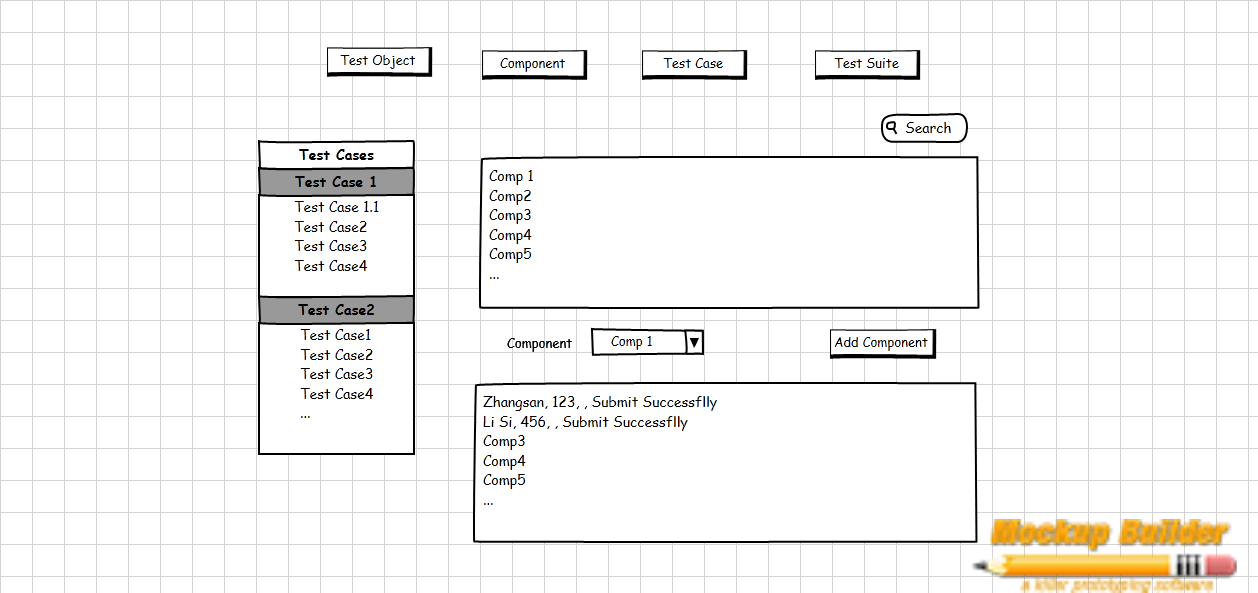 Test Object
Component
Test Case
Test Suite
Search
Test Cases
Test Case 1
Test Case 1.1
Test Case2
Test Case3
Test Case4
Test Case2
Test Case1
Test Case2
Test Case3
Test Case4
...
Comp 1
Comp2
Comp3
Comp4
Comp5
...
Component
Comp 1
Add Component
Zhangsan, 123, , Submit Successflly
Li Si, 456, , Submit Successflly
Comp3
Comp4
Comp5
...
Mockup Builder
a killer prototyping software